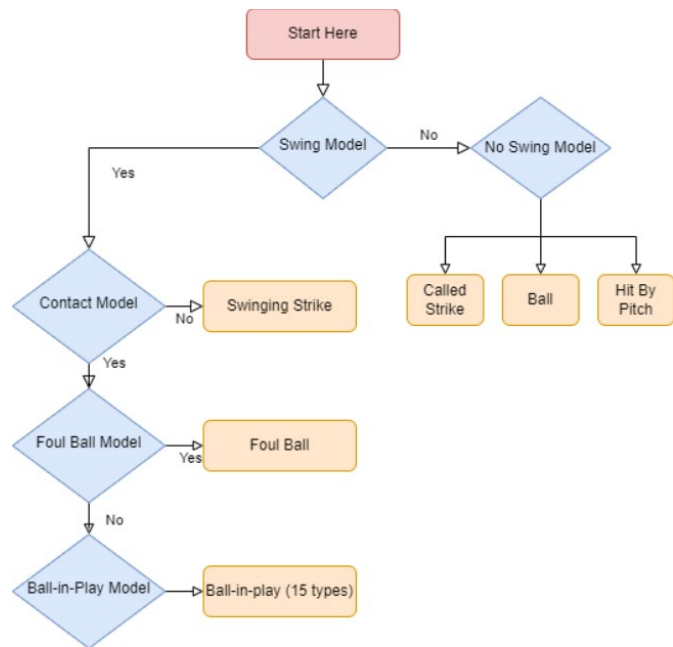 Start Here
Swing Model
No
No Swing Model
Yes
Called
Strike
Ball
Hit By
Pitch
Contact Model
No
Swinging Strike
Yes
Foul Ball Model
Yes
Foul Ball
No
Ball-in-Play Model
Ball-in-play (15 types)